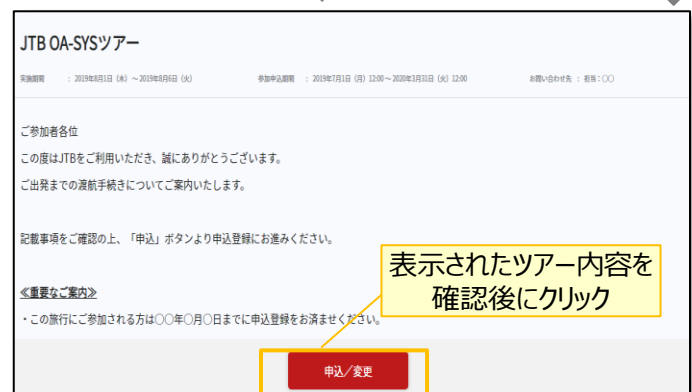 JTB OA-SYSツアー
実施期間 : 2019年8月1日（木）～2019年8月6日（火） 参加申込期間 : 2019年7月1日（月）12:00～2020年3月31日（火）12:00 お問い合わせ先 : 担当：〇〇
ご参加者各位
この度はJTBをご利用いただき、誠にありがとうございます。
ご出発までの渡航手続きについてご案内いたします。
記載事項をご確認の上、「申込」ボタンより申込登録にお進みください。
表示されたツアー内容を
確認後にクリック
≪重要なご案内≫
・この旅行にご参加される方は〇〇年〇月〇日までに申込登録をお済ませください。
申込／変更